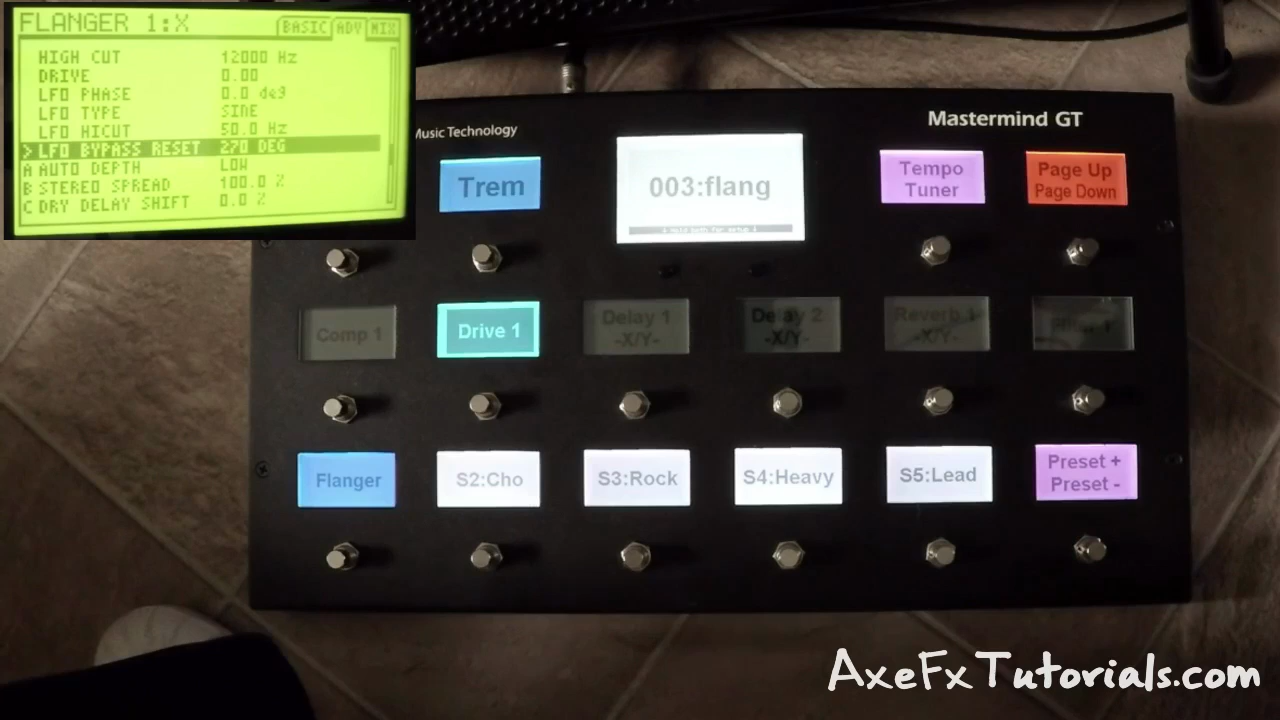 FLANGER 1:X
BASIC ADV MIX
HIGH CUT 12000 Hz
DRIVE 0.00
LFO PHASE 0.0 deg
LFO TYPE SINE
LFO HICUT 50.0 Hz
> LFO BYPASS RESET 270 DEG
A AUTO DEPTH LOW
B STEREO SPREAD 100.0 %
C DRY DELAY SHIFT 0.0 %
Music Technology
Mastermind GT
Trem
003:flang
Tempo
Tuner
Page Up
Page Down
Comp 1
Drive 1
Delay 1
-X/Y-
Delay 2
-X/Y-
Reverb 1
-X/Y-
Flanger
S2:Cho
S3:Rock
S4:Heavy
S5:Lead
Preset +
Preset -
AxeFxTutorials.com